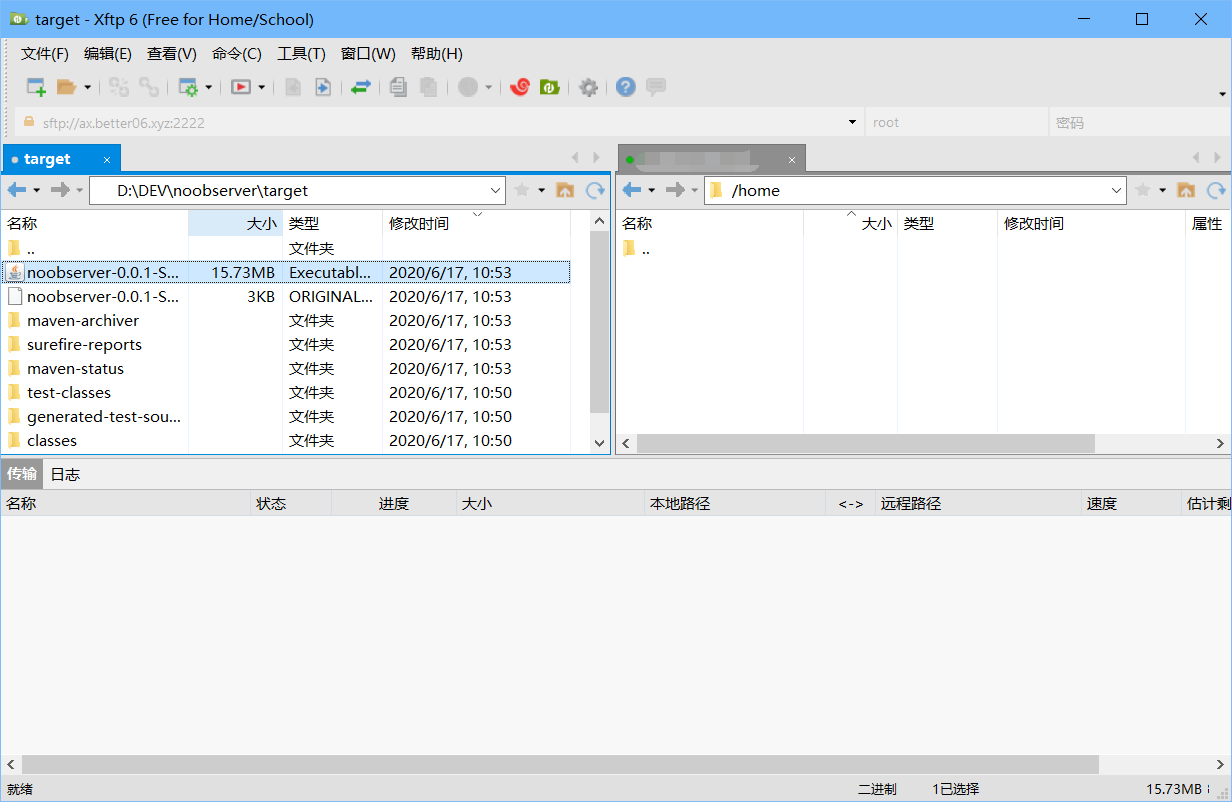 target - Xftp 6 (Free for Home/School)
文件(F) 编辑(E) 查看(V) 命令(C) 工具(T) 窗口(W) 帮助(H)
sftp://ax.better06.xyz:2222 root 密码
target
D:\DEV\noobserver\target
名称 大小 类型 修改时间
.. 文件夹
noobserver-0.0.1-S... 15.73MB Executabl... 2020/6/17, 10:53
noobserver-0.0.1-S... 3KB ORIGINAL... 2020/6/17, 10:53
maven-archiver 文件夹 2020/6/17, 10:53
surefire-reports 文件夹 2020/6/17, 10:53
maven-status 文件夹 2020/6/17, 10:53
test-classes 文件夹 2020/6/17, 10:50
generated-test-sou... 文件夹 2020/6/17, 10:50
classes 文件夹 2020/6/17, 10:50
/home
名称 大小 类型 修改时间 属性
..
传输 日志
名称 状态 进度 大小 本地路径 <-> 远程路径 速度 估计剩
就绪 二进制 1已选择 15.73MB